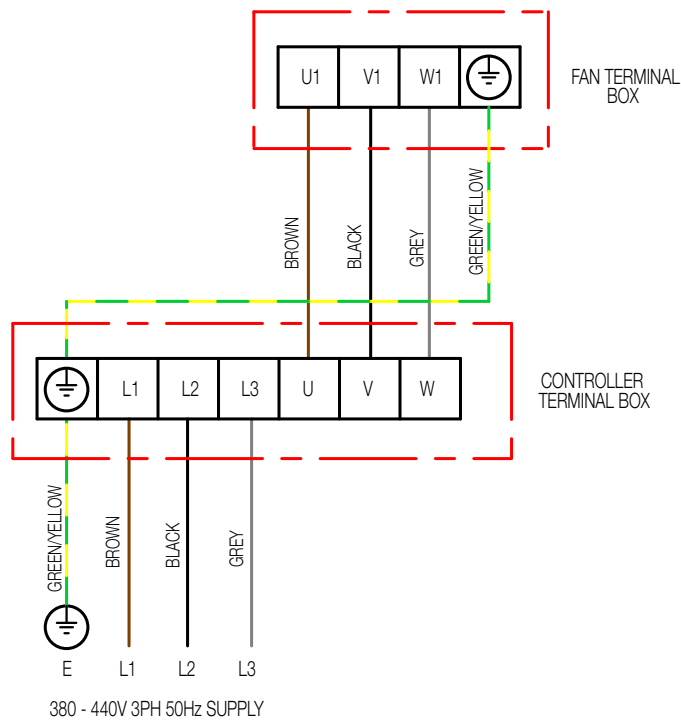 U1 V1 W1
FAN TERMINAL
BOX
BROWN
BLACK
GREY
GREEN/YELLOW
L1 L2 L3 U V W
CONTROLLER
TERMINAL BOX
GREEN/YELLOW
BROWN
BLACK
GREY
E L1 L2 L3
380 - 440V 3PH 50Hz SUPPLY